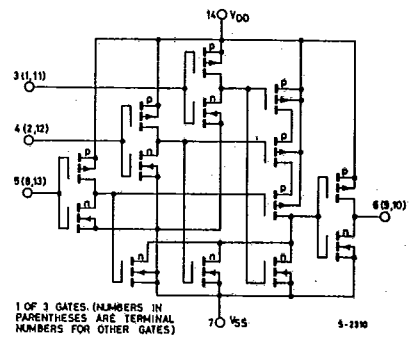 14 VDD
p
3(1,11)
p
n
p
4(2,12)
p
n
p
5(8,13)
p
p
n
6(9,10)
n
n
n
n
1 OF 3 GATES (NUMBERS IN
PARENTHESES ARE TERMINAL
NUMBERS FOR OTHER GATES)
7 VSS
S-2310